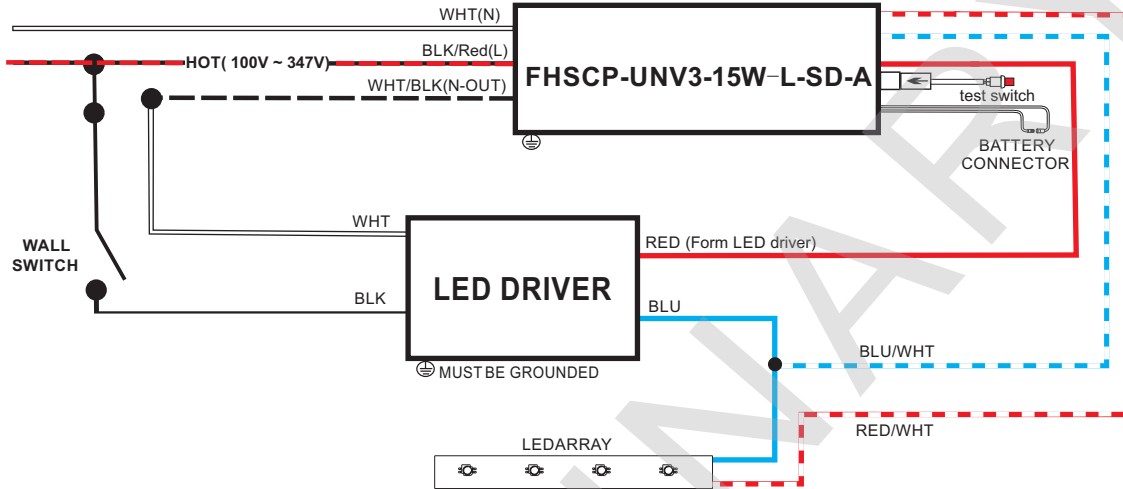 WHT(N)
BLK/Red(L)
HOT( 100V ~ 347V)
WHT/BLK(N-OUT)
FHSCP-UNV3-15W-L-SD-A
test switch
BATTERY
CONNECTOR
WHT
WALL
SWITCH
RED (Form LED driver)
LED DRIVER
BLK
BLU
BLU/WHT
MUST BE GROUNDED
RED/WHT
LEDARRAY